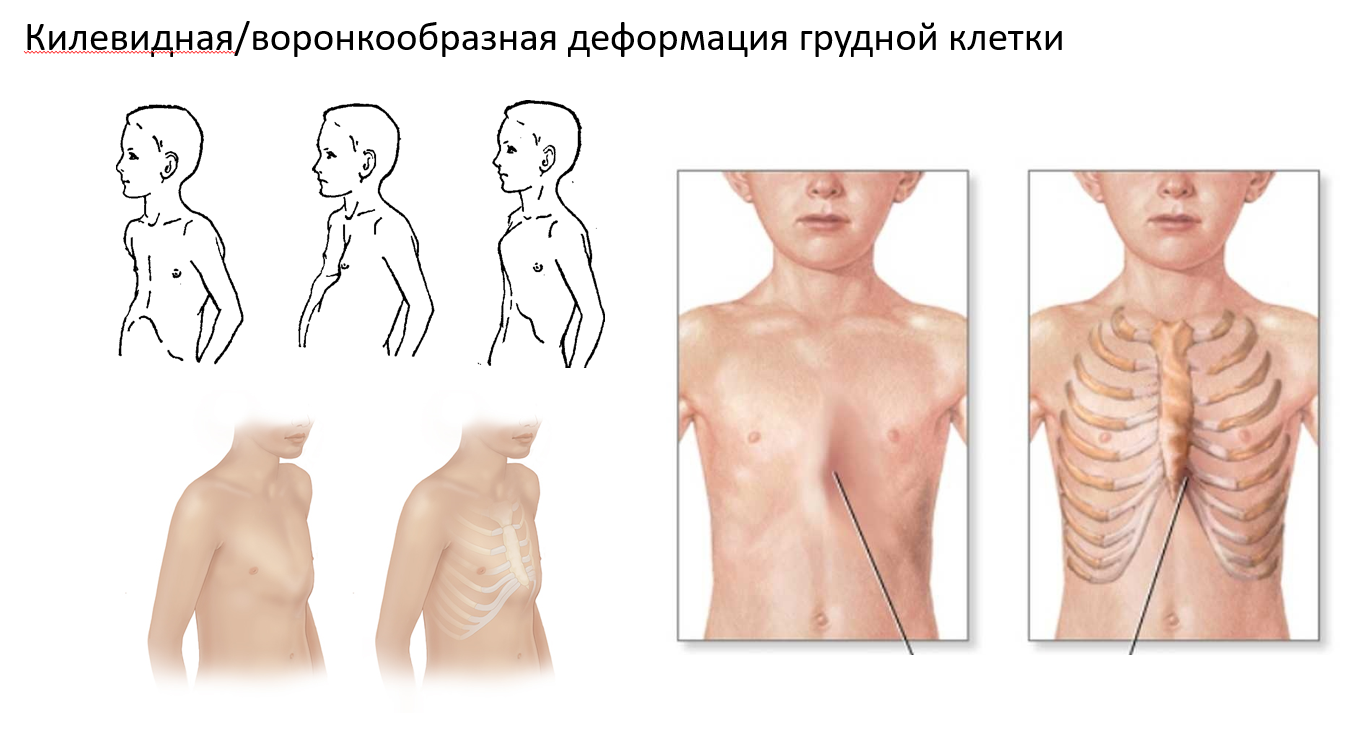 Килевидная/воронкообразная деформация грудной клетки